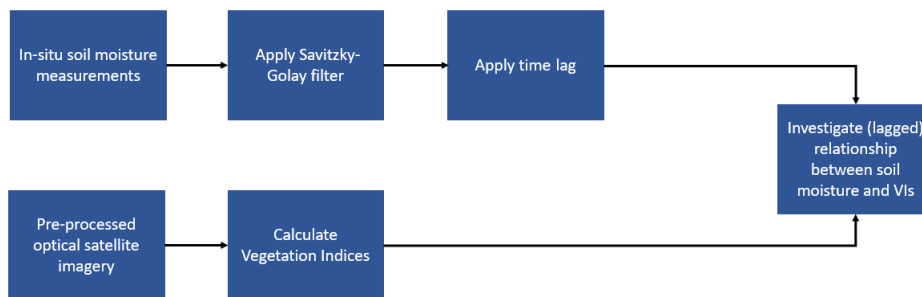 In-situ soil moisture
measurements
Apply Savitzky-
Golay filter
Apply time lag
Investigate (lagged)
relationship
between soil
moisture and VIs
Pre-processed
optical satellite
imagery
Calculate
Vegetation Indices